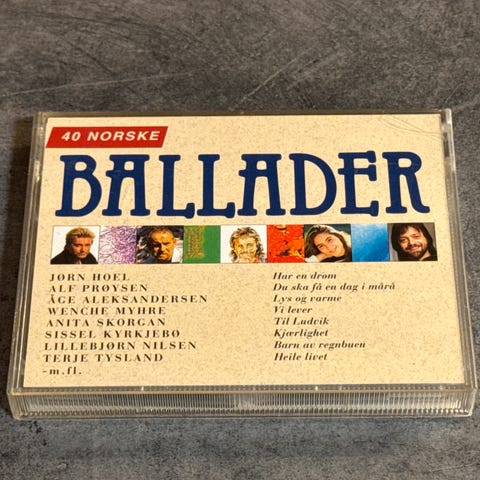 40 NORSKE
BALLADER
JØRN HOEL Har en drøm
ALF PRØYSEN Du ska få en dag i mårå
ÅGE ALEKSANDERSEN Lys og varme
WENCHE MYHRE Vi lever
ANITA SKORGAN Til Ludvik
SISSEL KYRKJEBØ Kjærlighet
LILLEBJØRN NILSEN Barn av regnbuen
TERJE TYSLAND Heile livet
-m.fl.